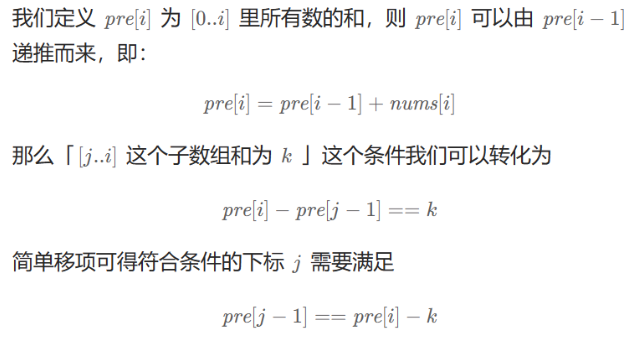 我们定义 pre[i] 为 [0..i] 里所有数的和，则 pre[i] 可以由 pre[i − 1]
递推而来，即：
pre[i] = pre[i − 1] + nums[i]
那么「[j..i] 这个子数组和为 k 」这个条件我们可以转化为
pre[i] − pre[j − 1] == k
简单移项可得符合条件的下标 j 需要满足
pre[j − 1] == pre[i] − k